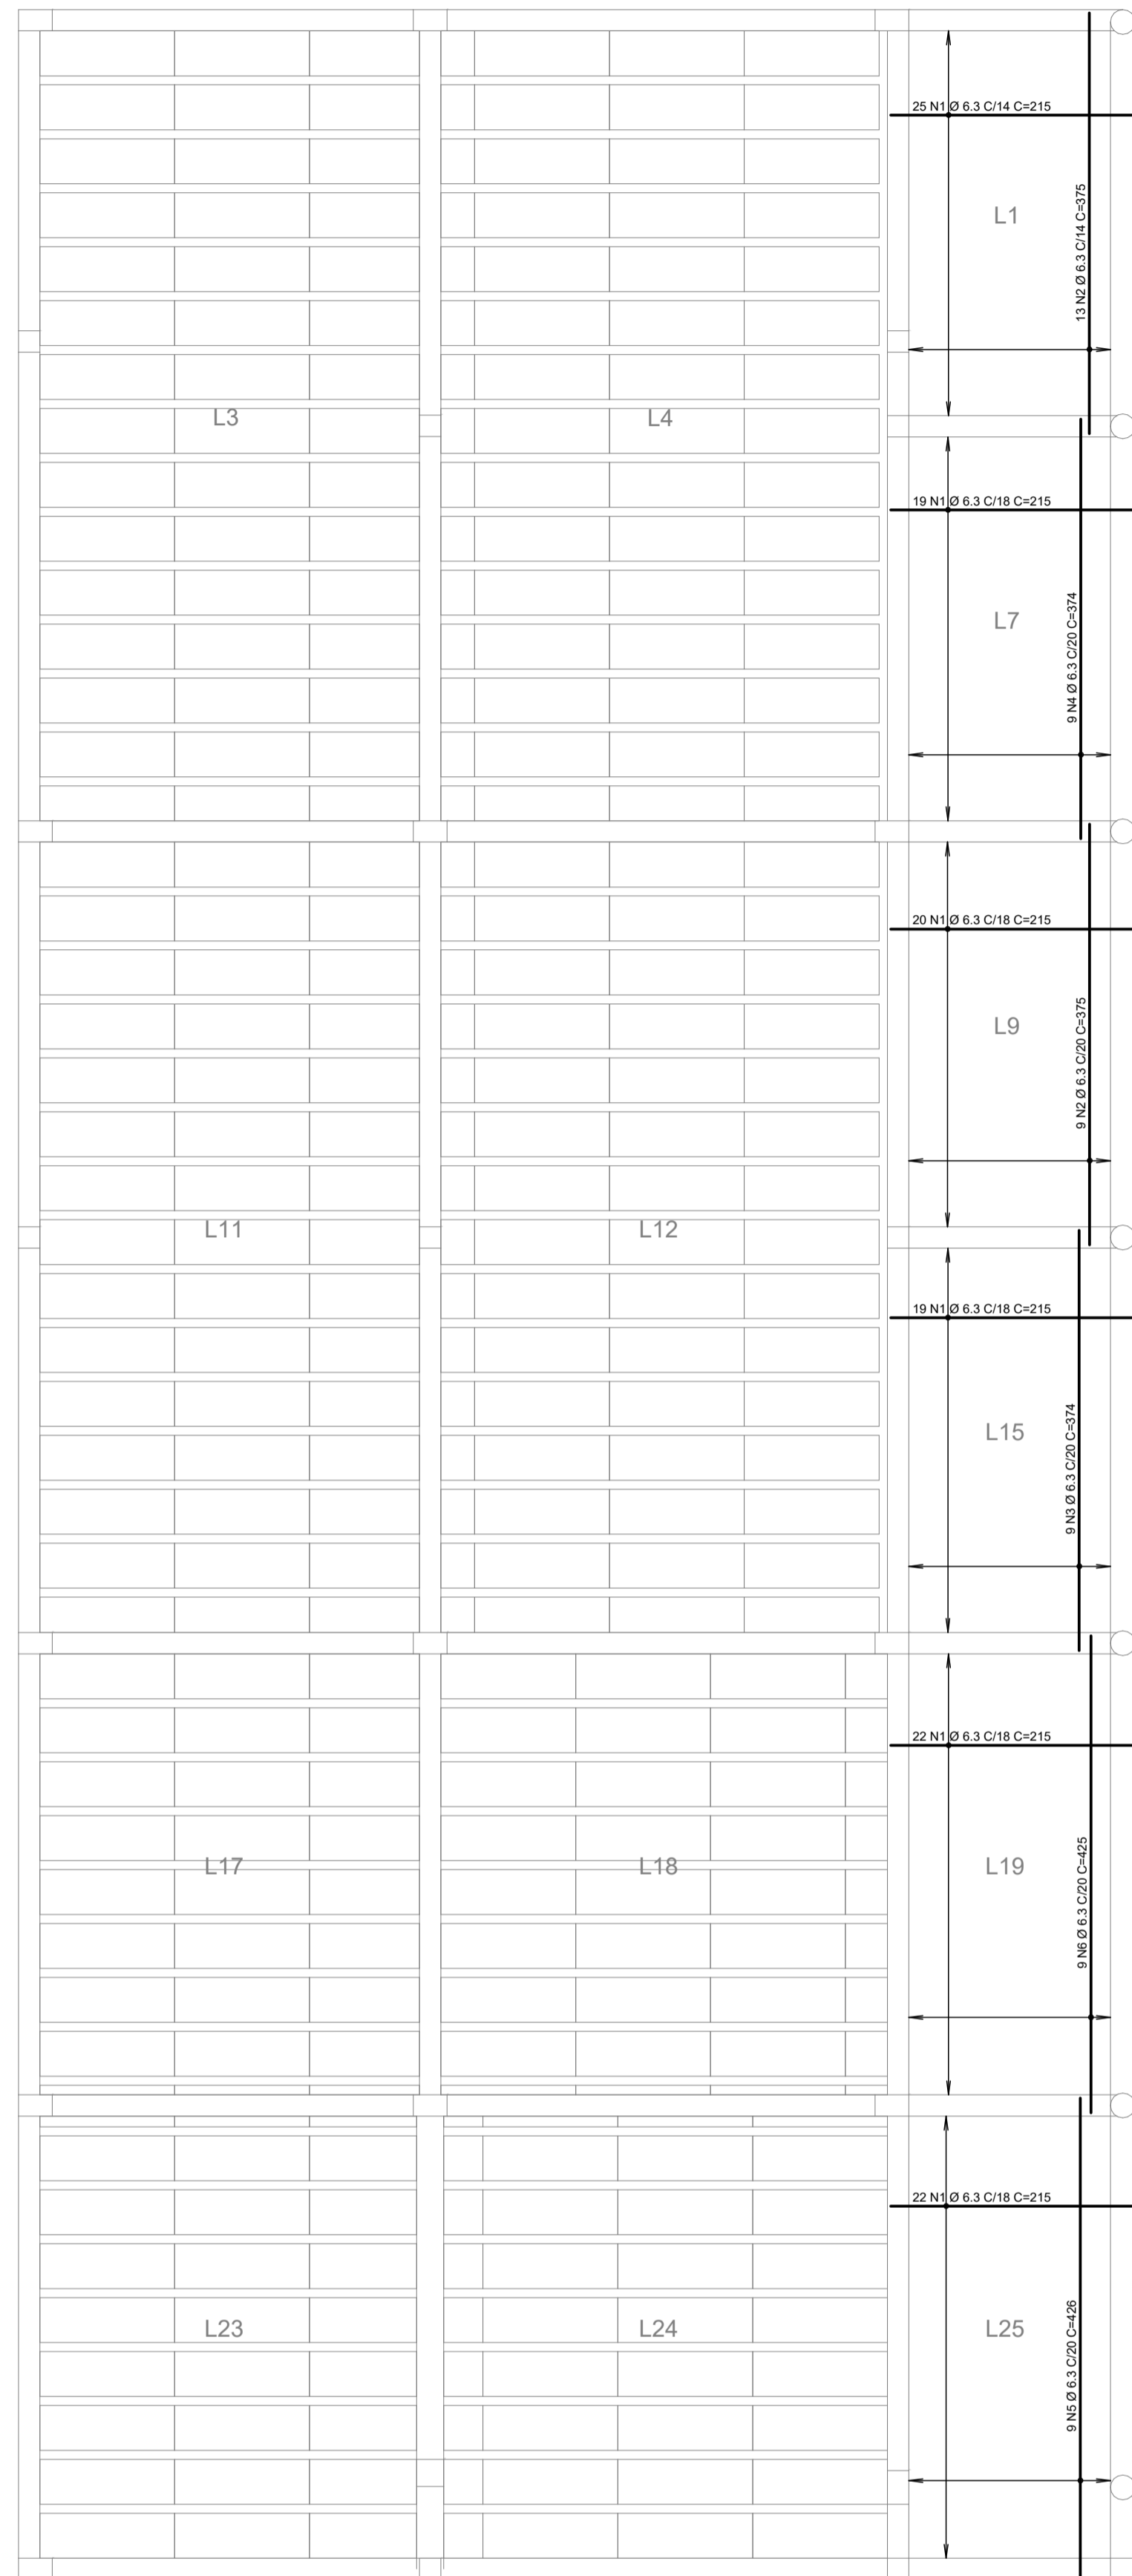 25 N1 Ø 6.3 C/14 C=215
L1
13 N2 Ø 6.3 C/14 C=375
L3
L4
19 N1 Ø 6.3 C/18 C=215
L7
9 N4 Ø 6.3 C/20 C=374
20 N1 Ø 6.3 C/18 C=215
L9
9 N2 Ø 6.3 C/20 C=375
L11
L12
19 N1 Ø 6.3 C/18 C=215
L15
9 N3 Ø 6.3 C/20 C=374
22 N1 Ø 6.3 C/18 C=215
L17
L18
L19
9 N6 Ø 6.3 C/20 C=425
22 N1 Ø 6.3 C/18 C=215
L23
L24
L25
9 N5 Ø 6.3 C/20 C=426